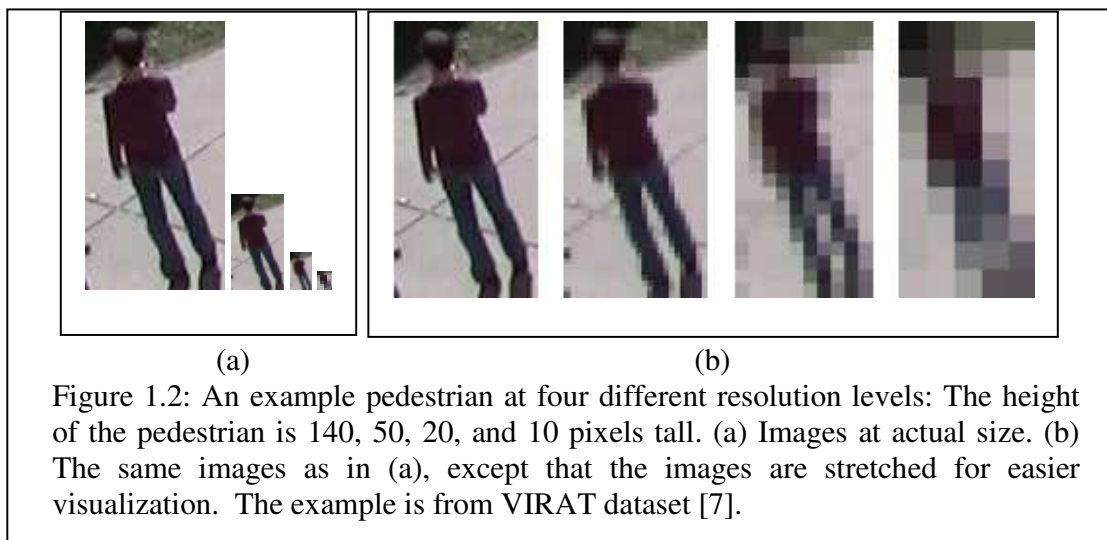 (a) (b)
Figure 1.2: An example pedestrian at four different resolution levels: The height
of the pedestrian is 140, 50, 20, and 10 pixels tall. (a) Images at actual size. (b)
The same images as in (a), except that the images are stretched for easier
visualization. The example is from VIRAT dataset [7].